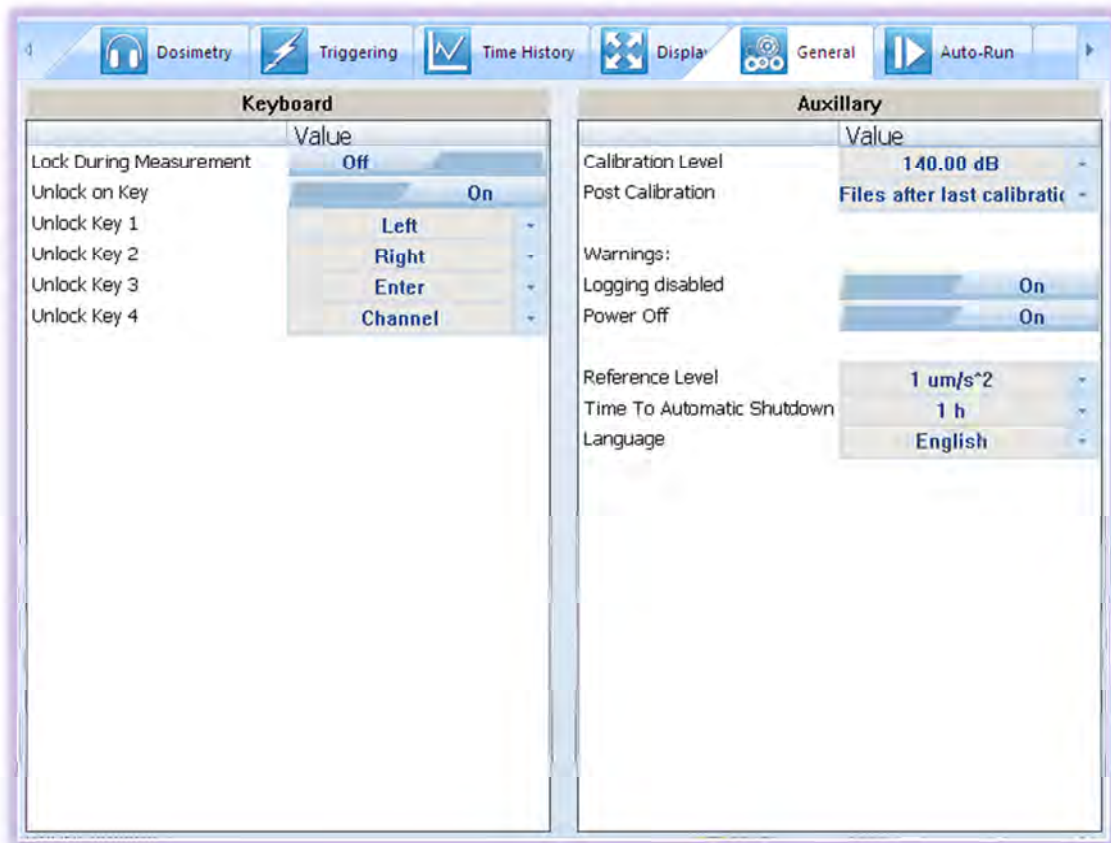 Dosimetry Triggering Time History Display General Auto-Run
Keyboard
Value
Lock During Measurement Off
Unlock on Key On
Unlock Key 1 Left
Unlock Key 2 Right
Unlock Key 3 Enter
Unlock Key 4 Channel
Auxillary
Value
Calibration Level 140.00 dB
Post Calibration Files after last calibratic
Warnings:
Logging disabled On
Power Off On
Reference Level 1 um/s^2
Time To Automatic Shutdown 1 h
Language English